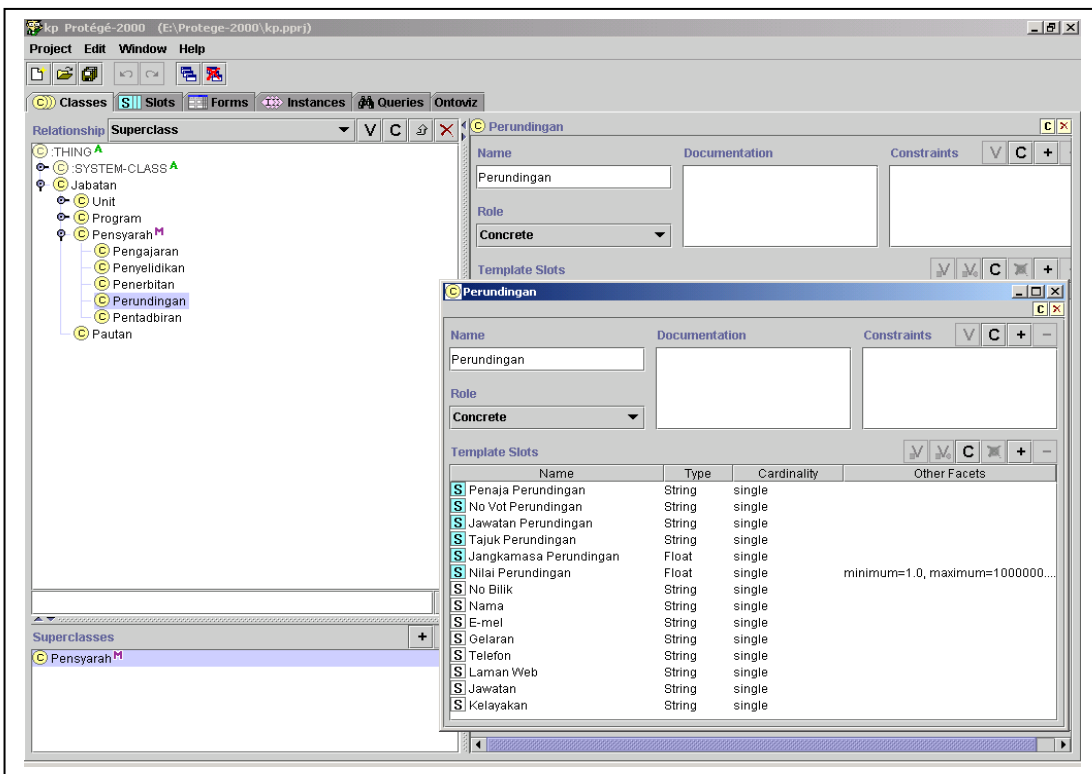 kp Protégé-2000 (E:\Protege-2000\kp.pprj)
Project Edit Window Help
Classes Slots Forms Instances Queries Ontoviz
Relationship Superclass V C
:THING A
:SYSTEM-CLASS A
Jabatan
Unit
Program
Pensyarah M
Pengajaran
Penyelidikan
Penerbitan
Perundingan
Pentadbiran
Pautan
Superclasses +
Pensyarah M
Perundingan
Name Documentation Constraints V C +
Perundingan
Role
Concrete
Template Slots C +
Perundingan
Name Documentation Constraints V C + -
Perundingan
Role
Concrete
Template Slots C + -
Name Type Cardinality Other Facets
S Penaja Perundingan String single
S No Vot Perundingan String single
S Jawatan Perundingan String single
S Tajuk Perundingan String single
S Jangkamasa Perundingan Float single
S Nilai Perundingan Float single minimum=1.0, maximum=1000000....
S No Bilik String single
S Nama String single
S E-mel String single
S Gelaran String single
S Telefon String single
S Laman Web String single
S Jawatan String single
S Kelayakan String single